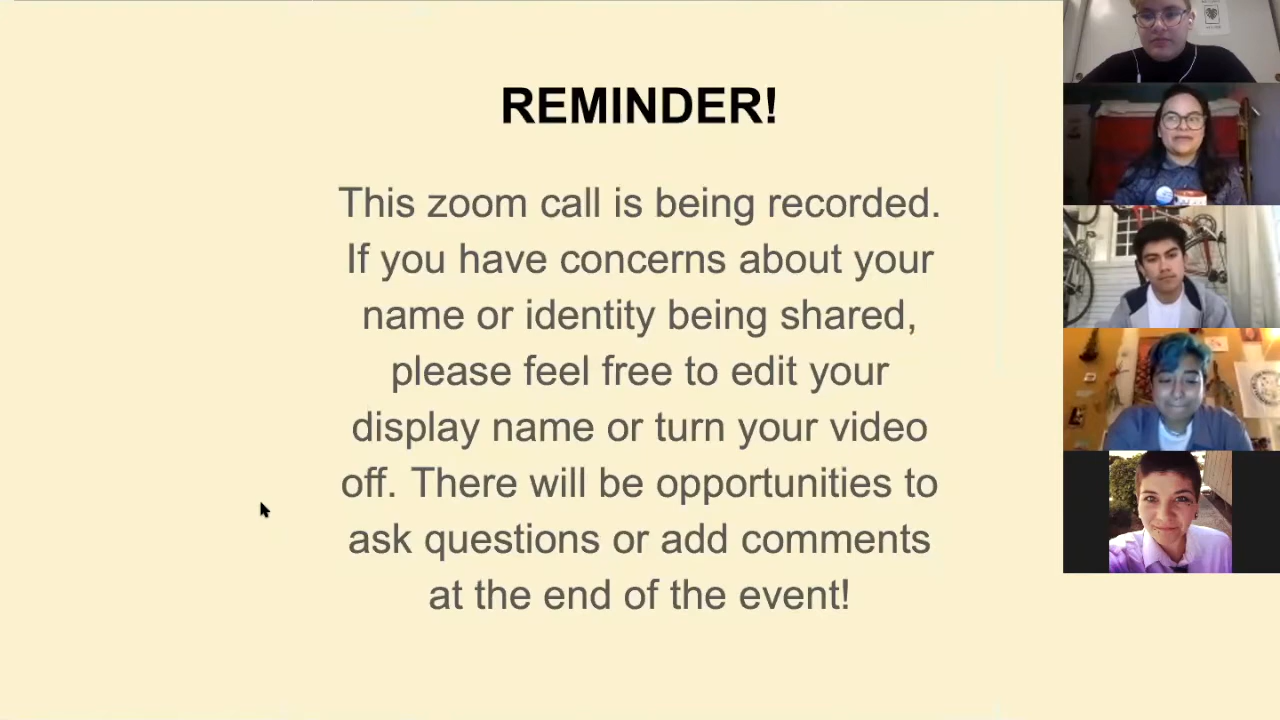 REMINDER!
This zoom call is being recorded.
If you have concerns about your
name or identity being shared,
please feel free to edit your
display name or turn your video
off. There will be opportunities to
ask questions or add comments
at the end of the event!